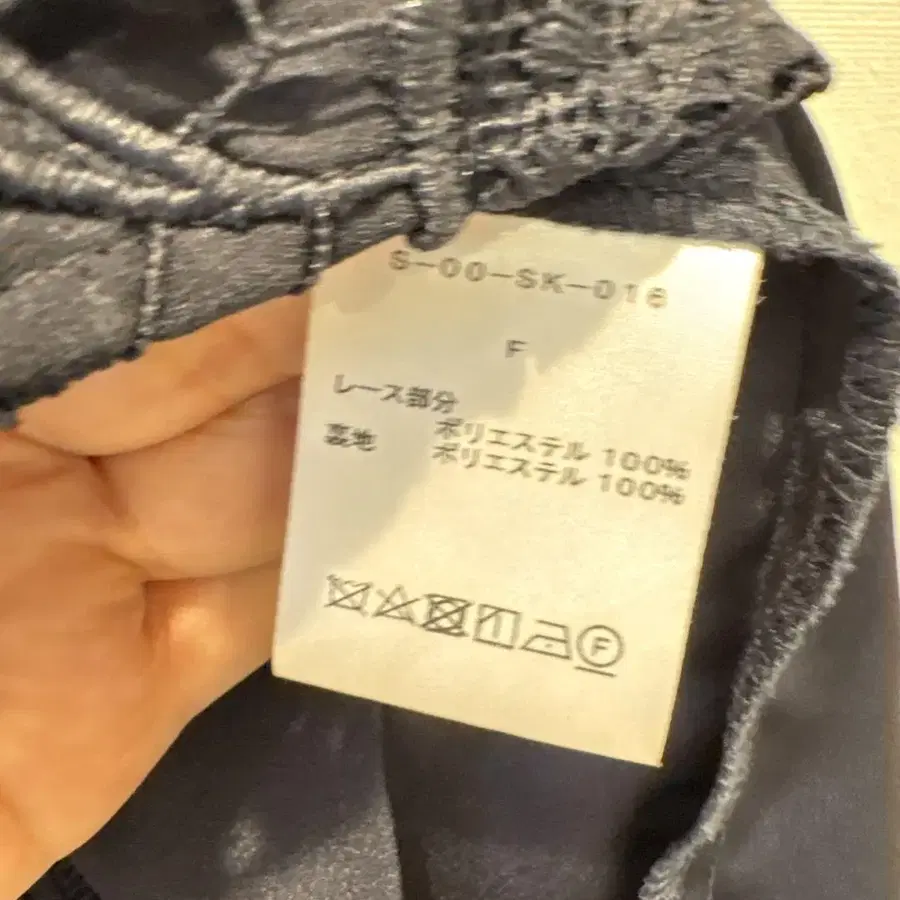 S-00-SK-016
F
レース部分
ポリエステル 100%
裏地 ポリエステル 100%
F